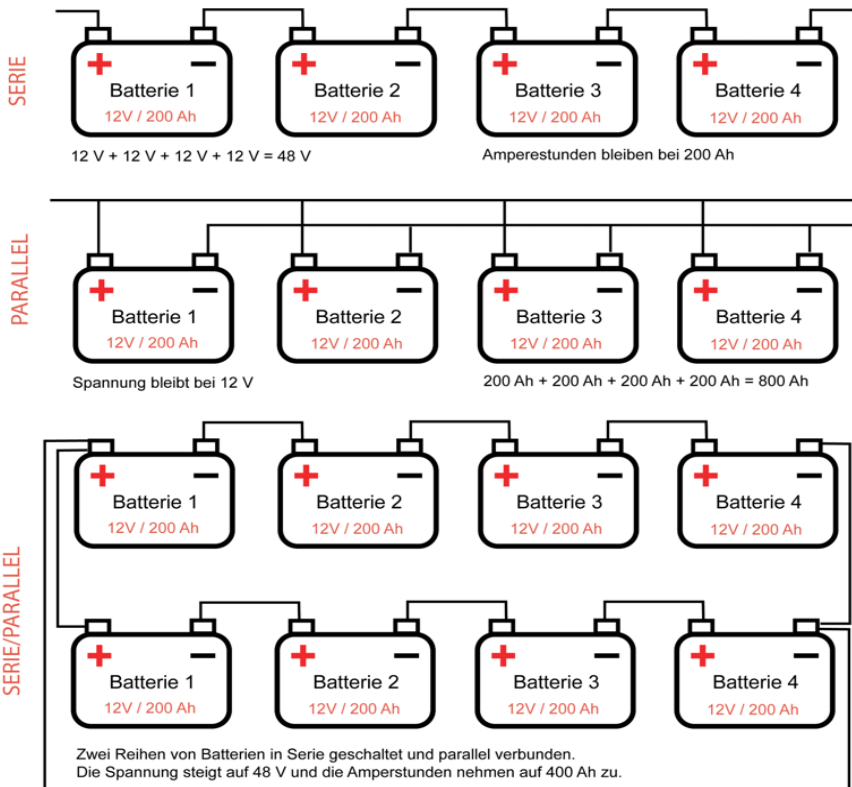 SERIE
+ − + − + − + −
Batterie 1 Batterie 2 Batterie 3 Batterie 4
12V / 200 Ah 12V / 200 Ah 12V / 200 Ah 12V / 200 Ah
12 V + 12 V + 12 V + 12 V = 48 V Amperestunden bleiben bei 200 Ah
PARALLEL
+ − + − + − + −
Batterie 1 Batterie 2 Batterie 3 Batterie 4
12V / 200 Ah 12V / 200 Ah 12V / 200 Ah 12V / 200 Ah
Spannung bleibt bei 12 V 200 Ah + 200 Ah + 200 Ah + 200 Ah = 800 Ah
SERIE/PARALLEL
+ − + − + − + −
Batterie 1 Batterie 2 Batterie 3 Batterie 4
12V / 200 Ah 12V / 200 Ah 12V / 200 Ah 12V / 200 Ah
+ − + − + − + −
Batterie 1 Batterie 2 Batterie 3 Batterie 4
12V / 200 Ah 12V / 200 Ah 12V / 200 Ah 12V / 200 Ah
Zwei Reihen von Batterien in Serie geschaltet und parallel verbunden.
Die Spannung steigt auf 48 V und die Amperstunden nehmen auf 400 Ah zu.